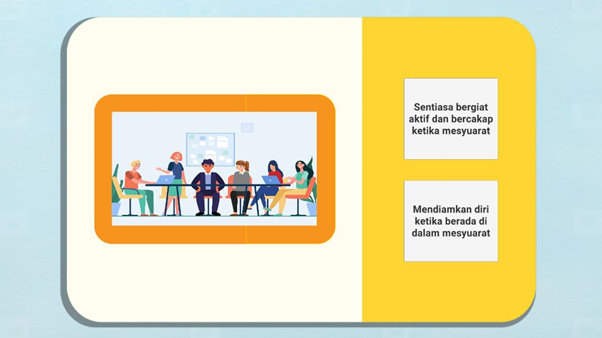 Sentiasa bergiat
aktif dan bercakap
ketika mesyuarat
Mendiamkan diri
ketika berada di
dalam mesyuarat